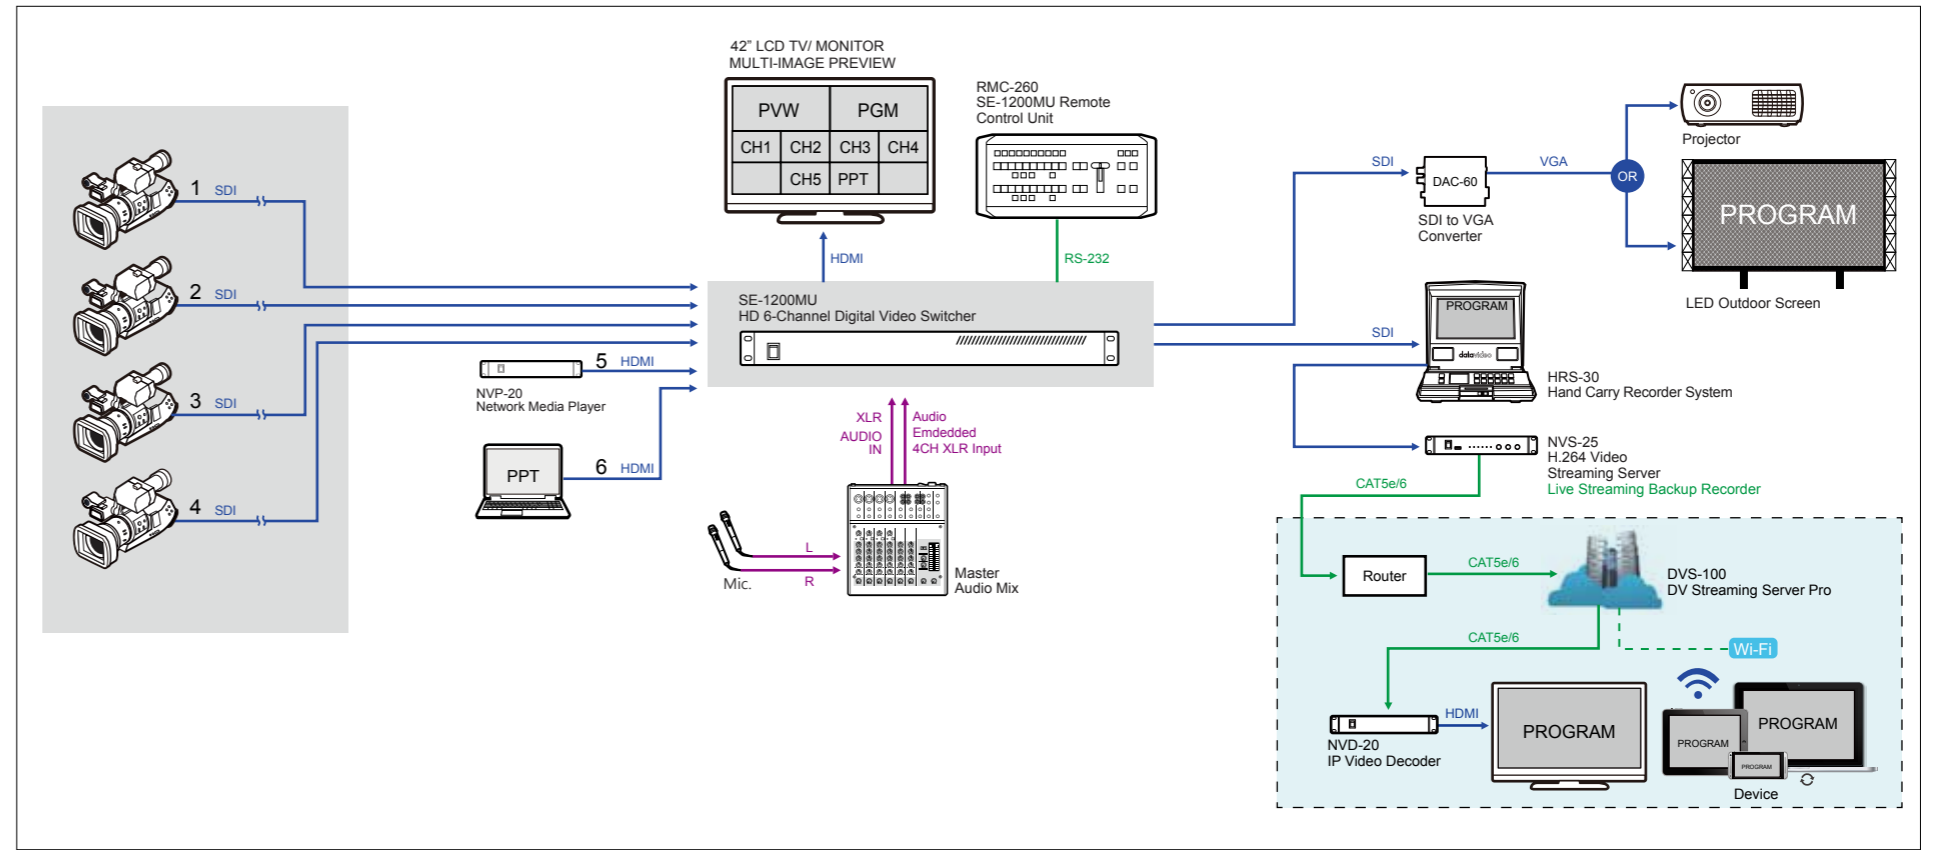 42” LCD TV/ MONITOR
MULTI-IMAGE PREVIEW
PVW
PGM
CH1
CH2
CH3
CH4
CH5
PPT
RMC-260
SE-1200MU Remote
Control Unit
HDMI
RS-232
1 SDI
2 SDI
3 SDI
4 SDI
5 HDMI
NVP-20
Network Media Player
PPT
6 HDMI
SE-1200MU
HD 6-Channel Digital Video Switcher
XLR
AUDIO
IN
Audio
Emdedded
4CH XLR Input
L
R
Mic.
Master
Audio Mix
SDI
DAC-60
SDI to VGA
Converter
VGA
OR
Projector
PROGRAM
LED Outdoor Screen
SDI
PROGRAM
datavideo
HRS-30
Hand Carry Recorder System
NVS-25
H.264 Video
Streaming Server
Live Streaming Backup Recorder
CAT5e/6
Router
CAT5e/6
DVS-100
DV Streaming Server Pro
CAT5e/6
Wi-Fi
NVD-20
IP Video Decoder
HDMI
PROGRAM
PROGRAM
PROGRAM
PROGRAM
Device